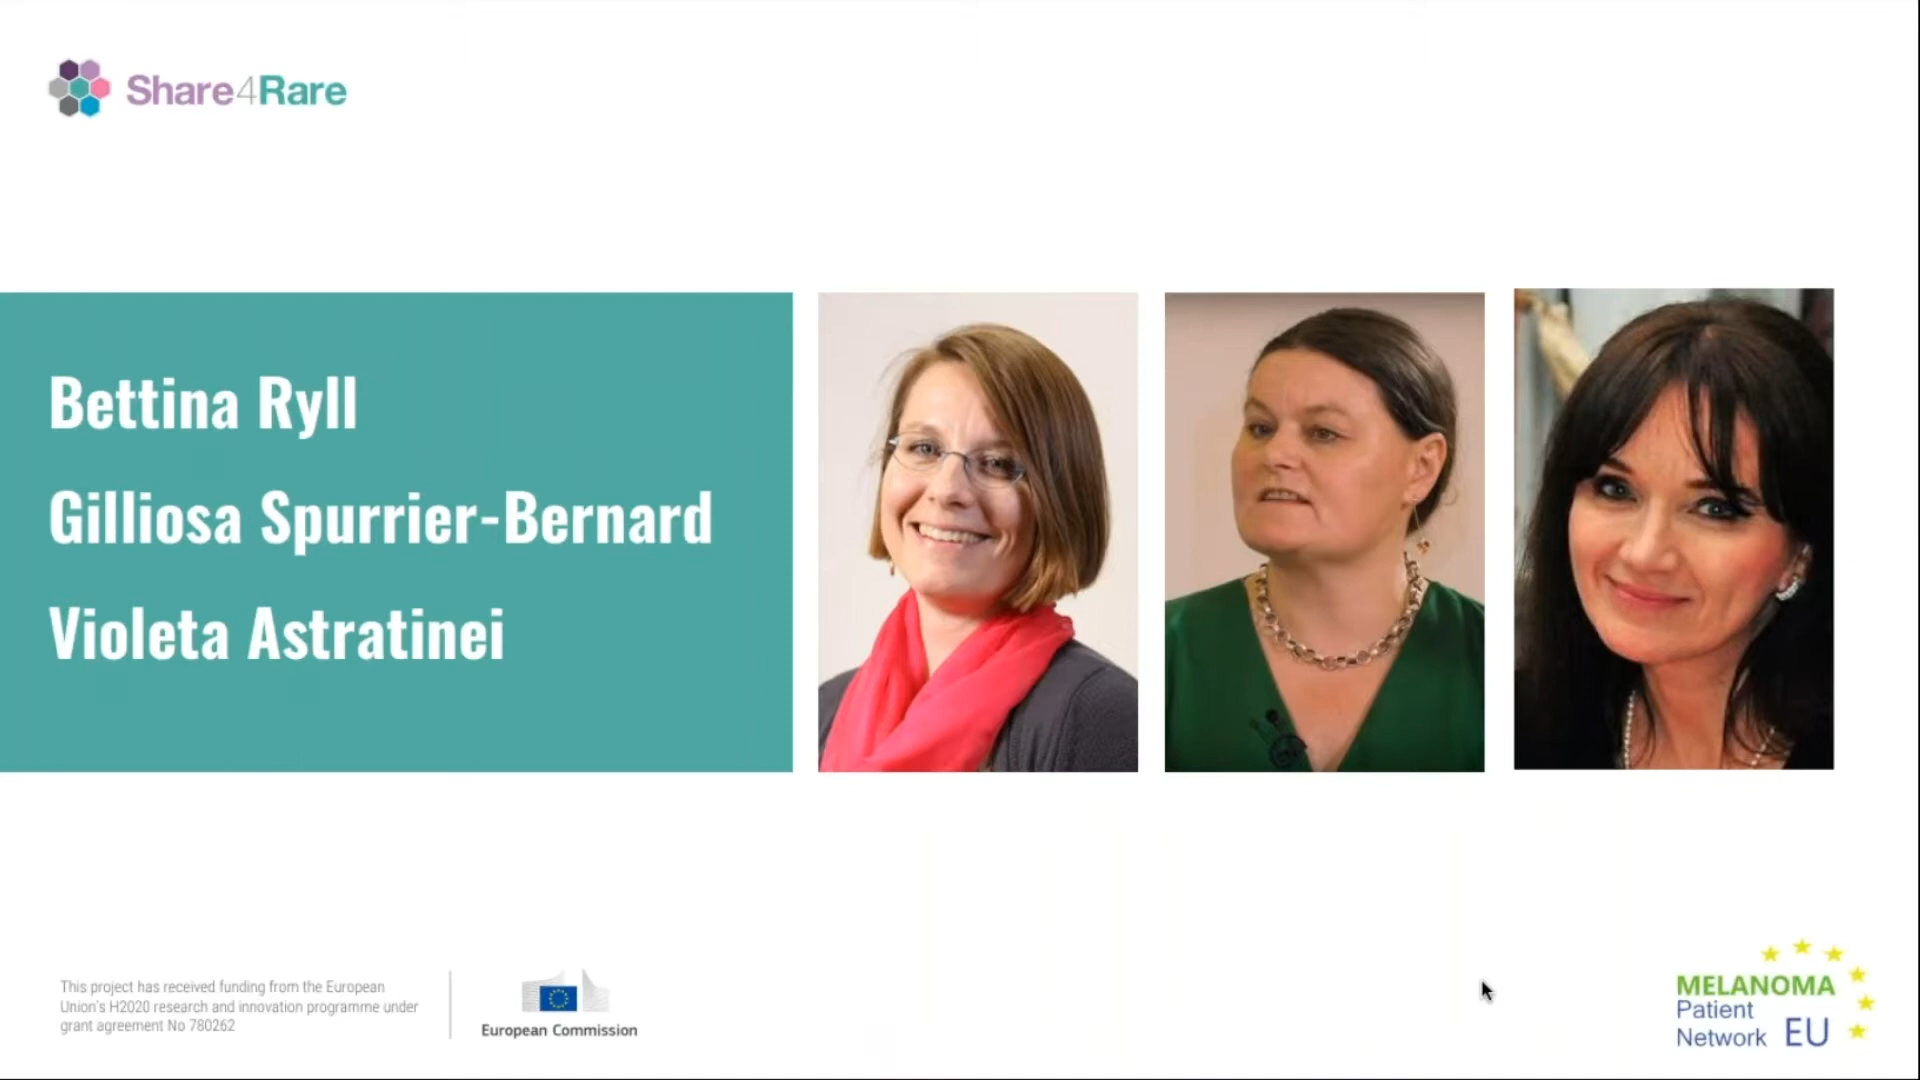 Share4Rare
Bettina Ryll
Gilliosa Spurrier-Bernard
Violeta Astratinei
This project has received funding from the European
Union's H2020 research and innovation programme under
grant agreement No 780262
European Commission
MELANOMA
Patient
Network EU